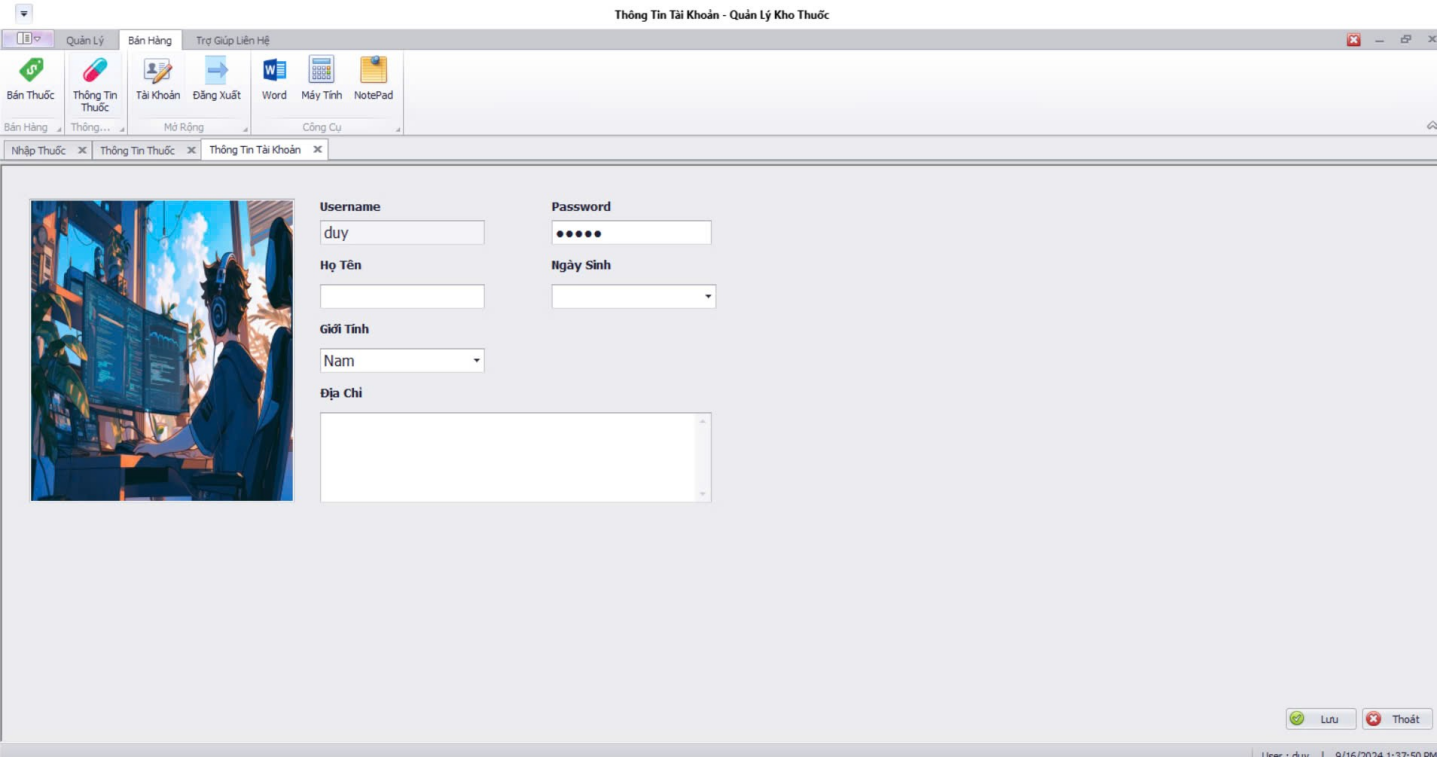 Thông Tin Tài Khoản - Quản Lý Kho Thuốc
Quản Lý Bán Hàng Trợ Giúp Liên Hệ
Bán Thuốc Thông Tin Thuốc Tài Khoản Đăng Xuất Word Máy Tính NotePad
Bán Hàng Thông... Mở Rộng Công Cụ
Nhập Thuốc Thông Tin Thuốc Thông Tin Tài Khoản
Username Password
duy
Họ Tên Ngày Sinh
Giới Tính
Nam
Địa Chỉ
Lưu Thoát
User : duy | 9/16/2024 1:37:50 PM